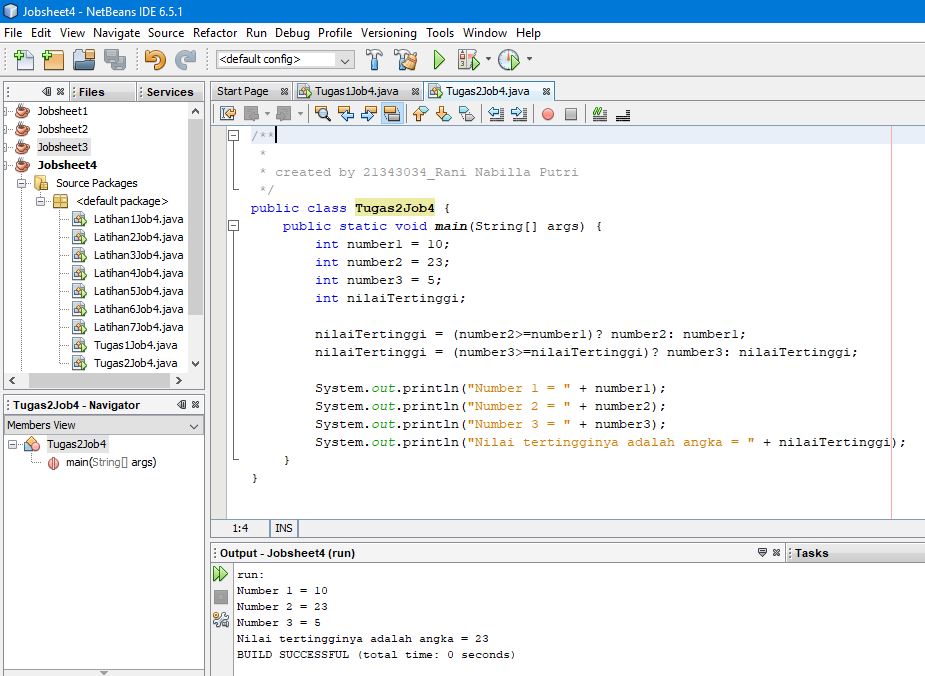 Jobsheet4 - NetBeans IDE 6.5.1
File Edit View Navigate Source Refactor Run Debug Profile Versioning Tools Window Help
<default config>
Files
Services
Jobsheet1
Jobsheet2
Jobsheet3
Jobsheet4
Source Packages
<default package>
Latihan1Job4.java
Latihan2Job4.java
Latihan3Job4.java
Latihan4Job4.java
Latihan5Job4.java
Latihan6Job4.java
Latihan7Job4.java
Tugas1Job4.java
Tugas2Job4.java
Tugas2Job4 - Navigator
Members View
Tugas2Job4
main(String[] args)
Start Page
Tugas1Job4.java
Tugas2Job4.java
/**
*
* created by 21343034_Rani Nabilla Putri
*/
public class Tugas2Job4 {
public static void main(String[] args) {
int number1 = 10;
int number2 = 23;
int number3 = 5;
int nilaiTertinggi;
nilaiTertinggi = (number2>=number1)? number2: number1;
nilaiTertinggi = (number3>=nilaiTertinggi)? number3: nilaiTertinggi;
System.out.println("Number 1 = " + number1);
System.out.println("Number 2 = " + number2);
System.out.println("Number 3 = " + number3);
System.out.println("Nilai tertingginya adalah angka = " + nilaiTertinggi);
}
}
1:4
INS
Output - Jobsheet4 (run)
Tasks
run:
Number 1 = 10
Number 2 = 23
Number 3 = 5
Nilai tertingginya adalah angka = 23
BUILD SUCCESSFUL (total time: 0 seconds)